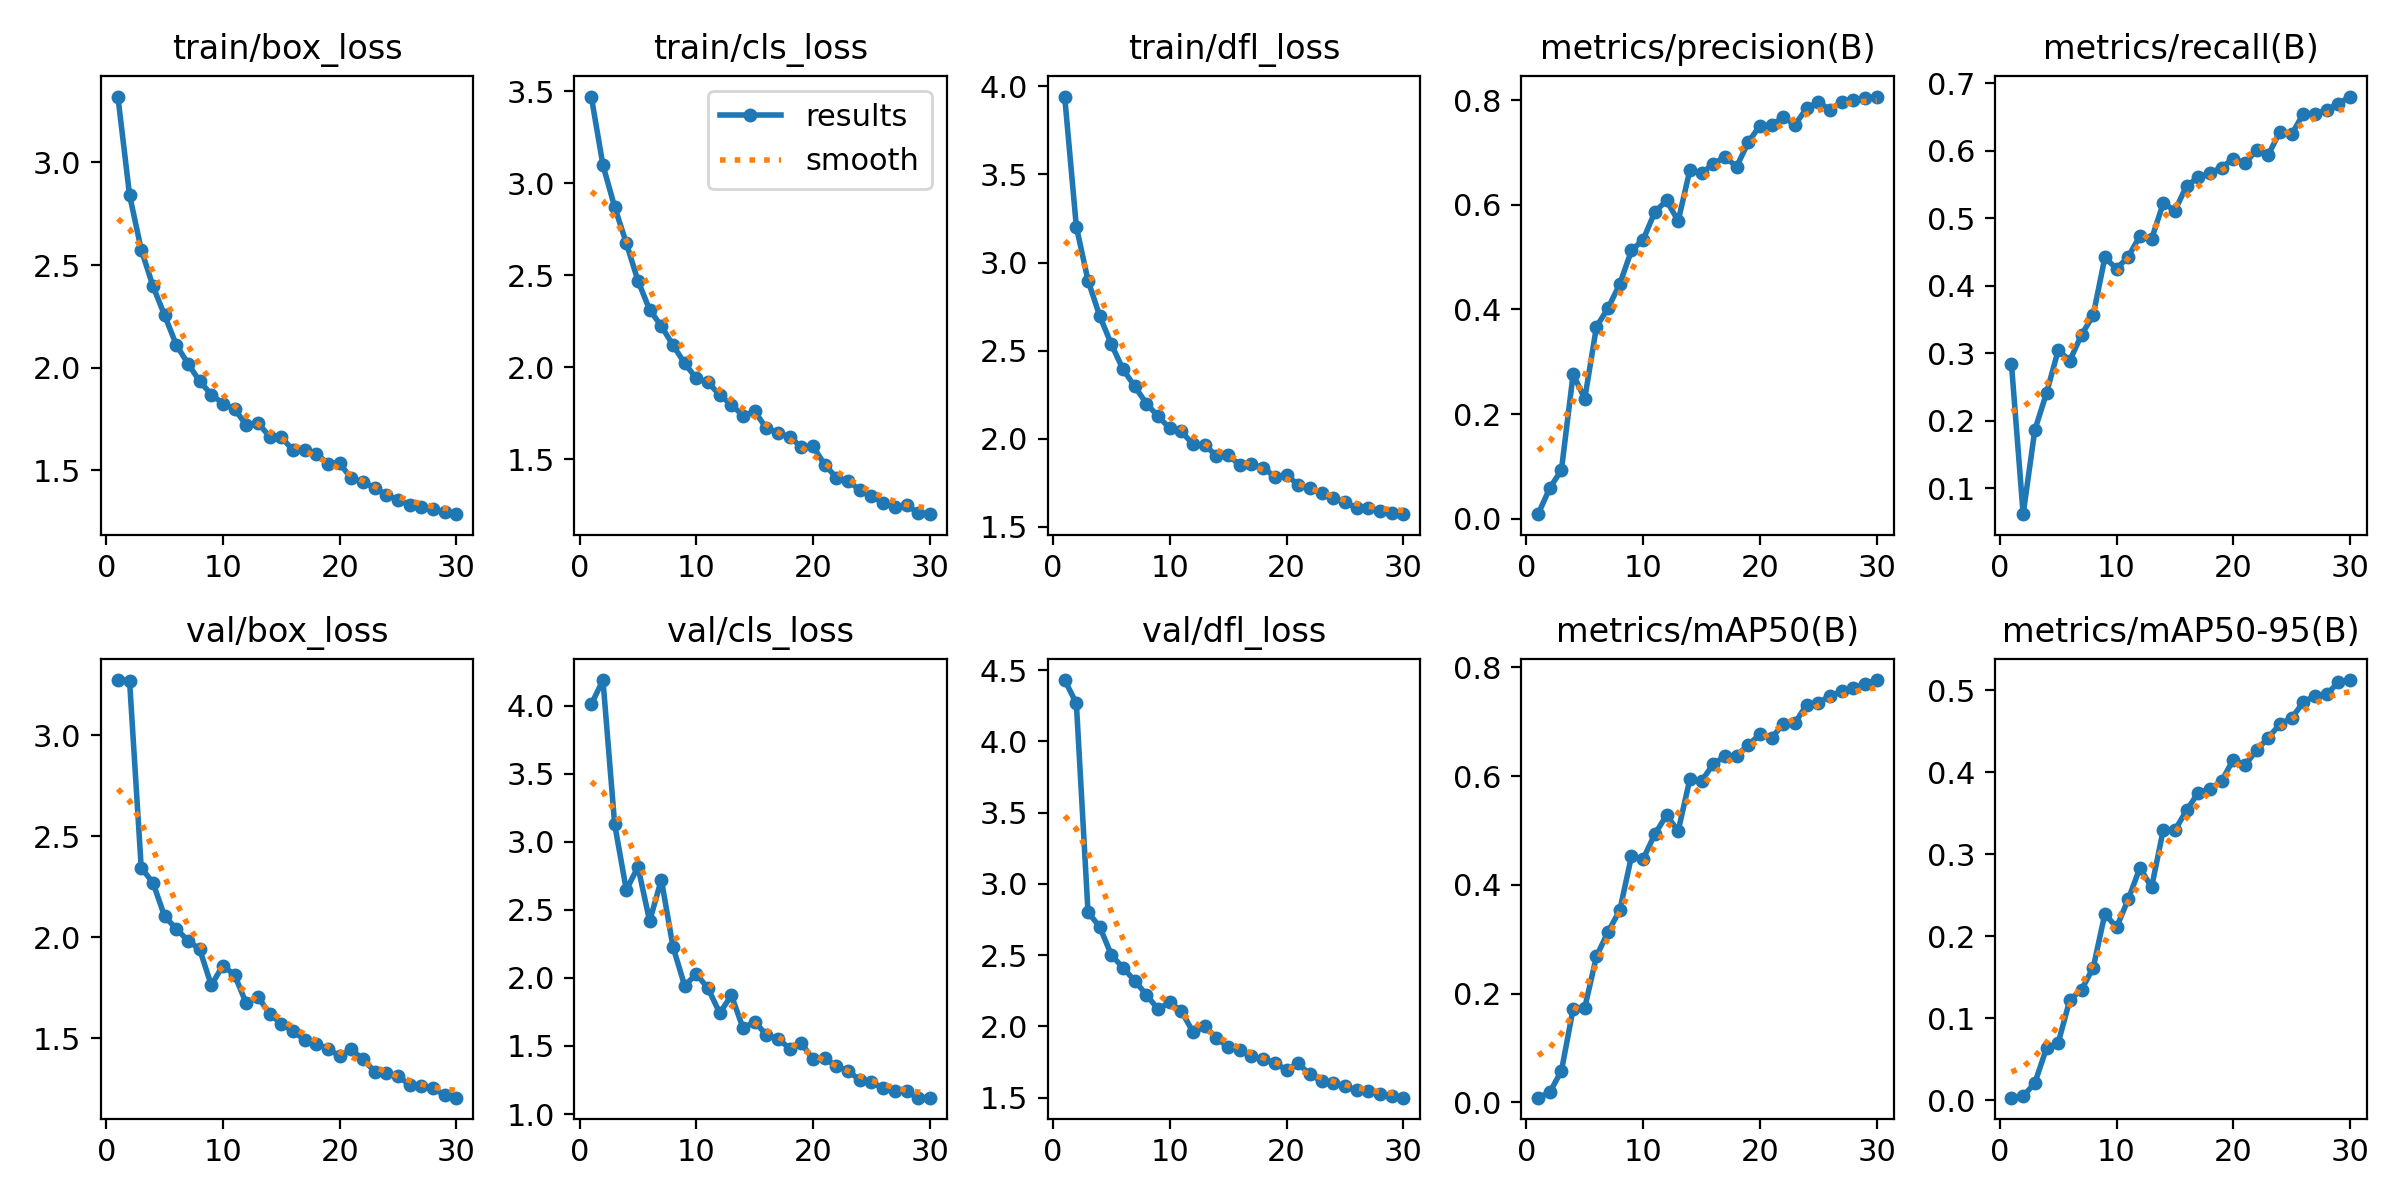 train/box_loss
train/cls_loss
train/dfl_loss
metrics/precision(B)
metrics/recall(B)
3.0
2.5
2.0
1.5
0 10 20 30
3.5
3.0
2.5
2.0
1.5
results
smooth
0 10 20 30
4.0
3.5
3.0
2.5
2.0
1.5
0 10 20 30
0.8
0.6
0.4
0.2
0.0
0 10 20 30
0.7
0.6
0.5
0.4
0.3
0.2
0.1
0 10 20 30
val/box_loss
val/cls_loss
val/dfl_loss
metrics/mAP50(B)
metrics/mAP50-95(B)
3.0
2.5
2.0
1.5
0 10 20 30
4.0
3.5
3.0
2.5
2.0
1.5
1.0
0 10 20 30
4.5
4.0
3.5
3.0
2.5
2.0
1.5
0 10 20 30
0.8
0.6
0.4
0.2
0.0
0 10 20 30
0.5
0.4
0.3
0.2
0.1
0.0
0 10 20 30